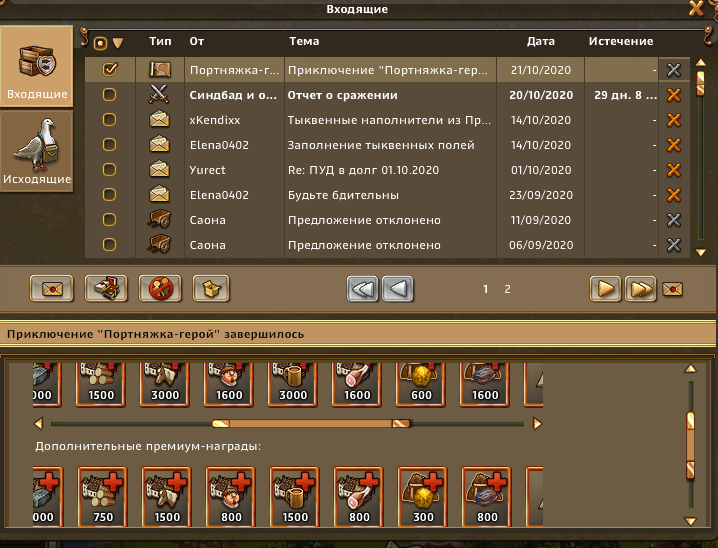 Входящие
Тип От Тема Дата Истечение
Входящие
Исходящие
Портняжка-г... Приключение "Портняжка-гер... 21/10/2020 -
Синдбад и о... Отчет о сражении 20/10/2020 29 дн. 8 ...
xKendixx Тыквенные наполнители из Пр... 14/10/2020 -
Elena0402 Заполнение тыквенных полей 14/10/2020 -
Yurect Re: ПУД в долг 01.10.2020 01/10/2020 -
Elena0402 Будьте бдительны 23/09/2020 -
Саона Предложение отклонено 11/09/2020 -
Саона Предложение отклонено 06/09/2020 -
1 2
Приключение "Портняжка-герой" завершилось
000 1500 3000 1600 3000 1600 600 1600
Дополнительные премиум-награды:
000 750 1500 800 1500 800 300 800